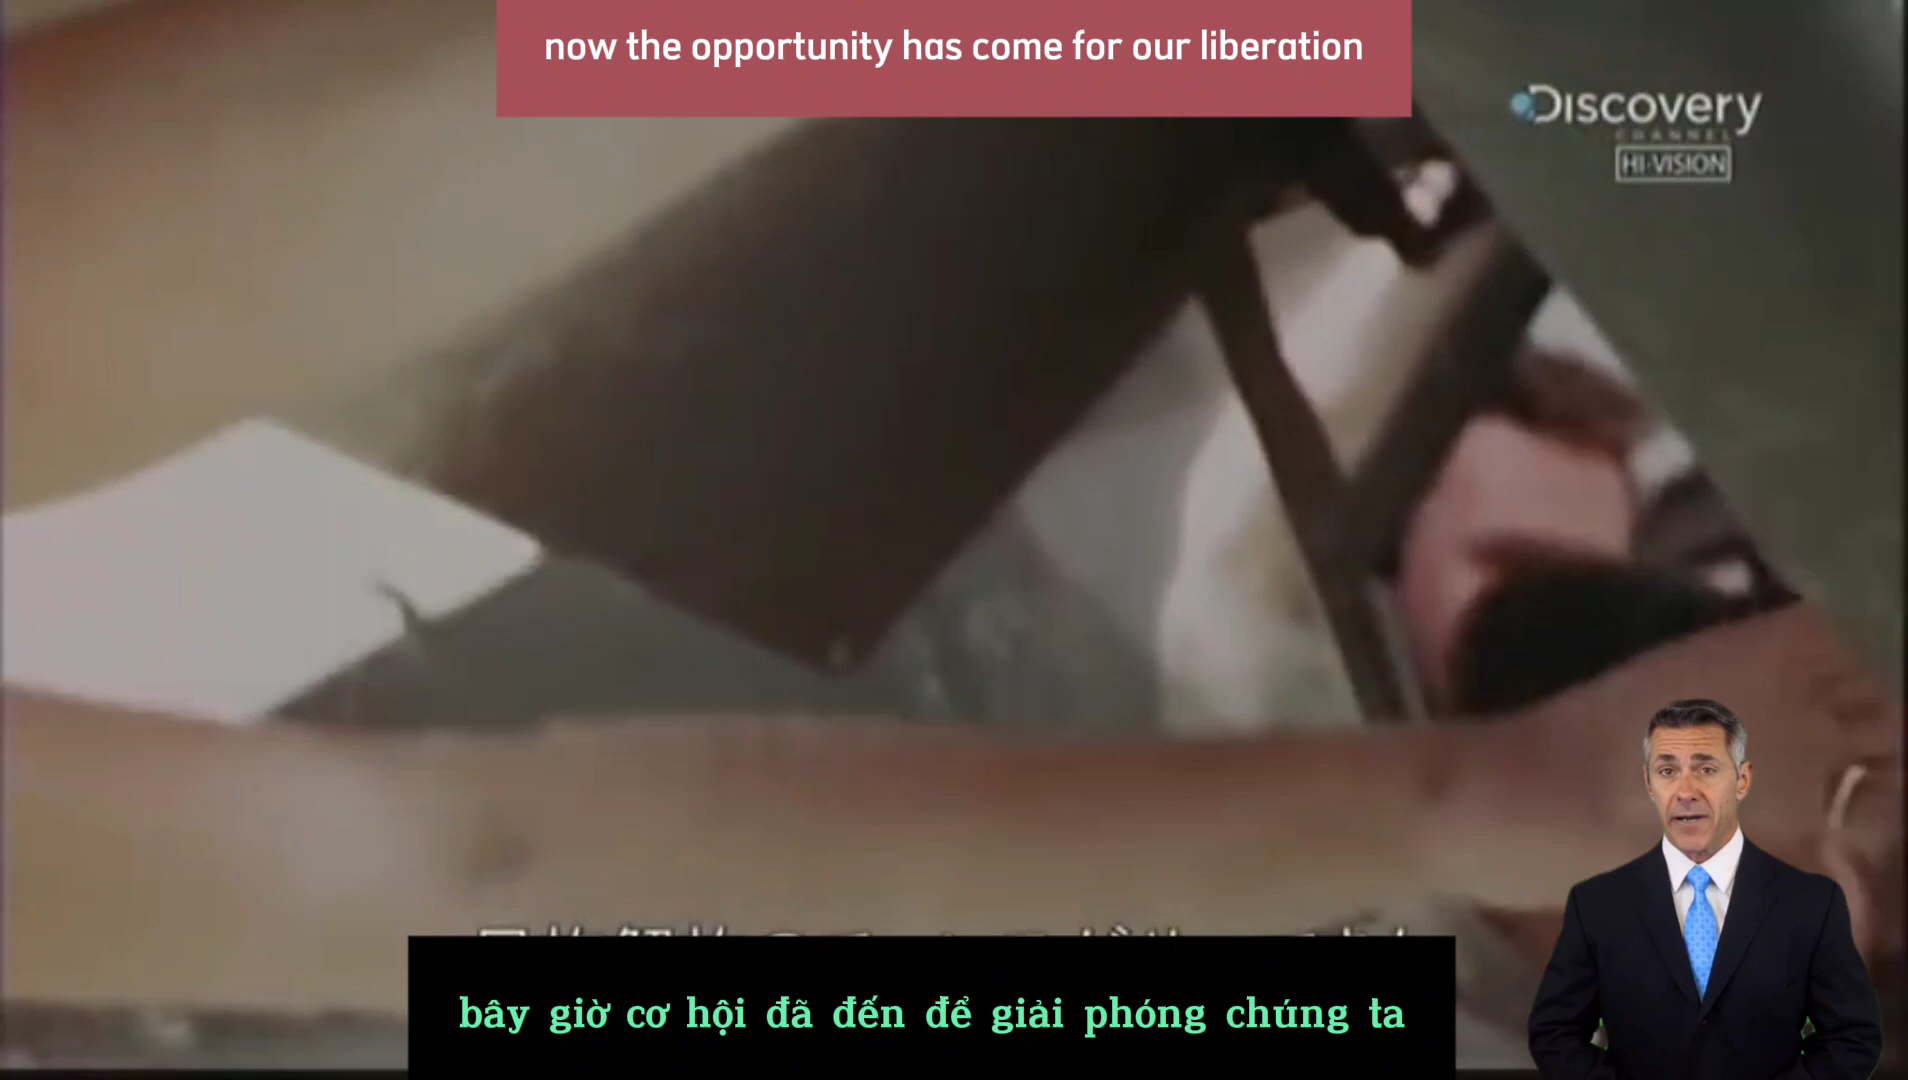 now the opportunity has come for our liberation
Discovery
CHANNEL
HI-VISION
bây giờ cơ hội đã đến để giải phóng chúng ta